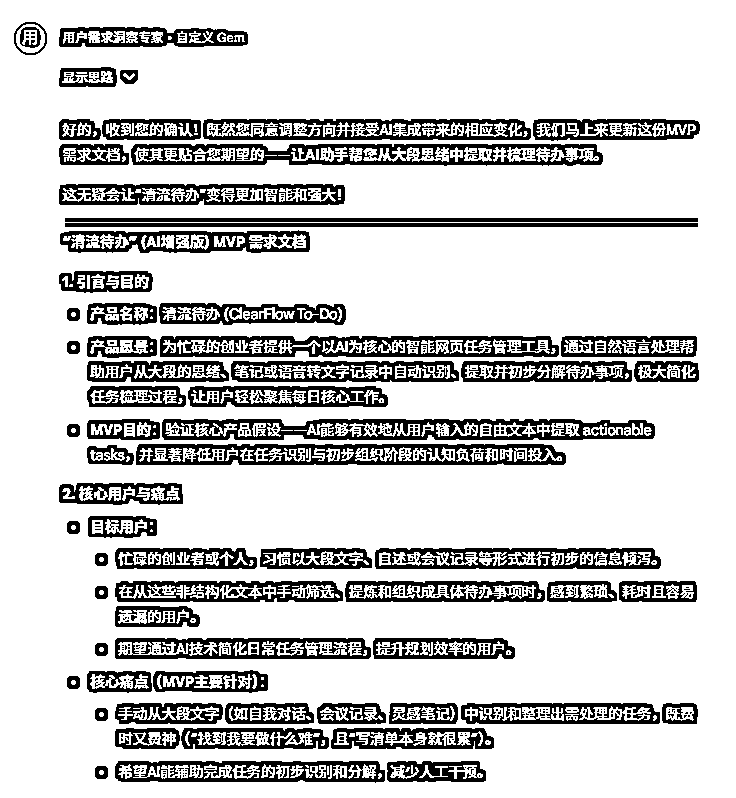 用
用户需求洞察专家 · 自定义 Gem
显示思路
好的，收到您的确认！既然您同意调整方向并接受AI集成带来的相应变化，我们马上来更新这份MVP
需求文档，使其更贴合您期望的——让AI助手帮您从大段思绪中提取并梳理待办事项。
这无疑会让“清流待办”变得更加智能和强大！
“清流待办” (AI增强版) MVP 需求文档
1. 引言与目的
产品名称：清流待办 (ClearFlow To-Do)
产品愿景：为忙碌的创业者提供一个以AI为核心的智能网页任务管理工具，通过自然语言处理帮
助用户从大段的思绪、笔记或语音转文字记录中自动识别、提取并初步分解待办事项，极大简化
任务梳理过程，让用户轻松聚焦每日核心工作。
MVP目的：验证核心产品假设——AI能够有效地从用户输入的自由文本中提取 actionable
tasks，并显著降低用户在任务识别与初步组织阶段的认知负荷和时间投入。
2. 核心用户与痛点
目标用户：
忙碌的创业者或个人，习惯以大段文字、自述或会议记录等形式进行初步的信息倾泻。
在从这些非结构化文本中手动筛选、提炼和组织成具体待办事项时，感到繁琐、耗时且容易
遗漏的用户。
期望通过AI技术简化日常任务管理流程，提升规划效率的用户。
核心痛点（MVP主要针对）：
手动从大段文字（如自我对话、会议记录、灵感笔记）中识别和整理出需处理的任务，既费
时又费神（“找到我要做什么难”，且“写清单本身就很累”）。
希望AI能辅助完成任务的初步识别和分解，减少人工干预。